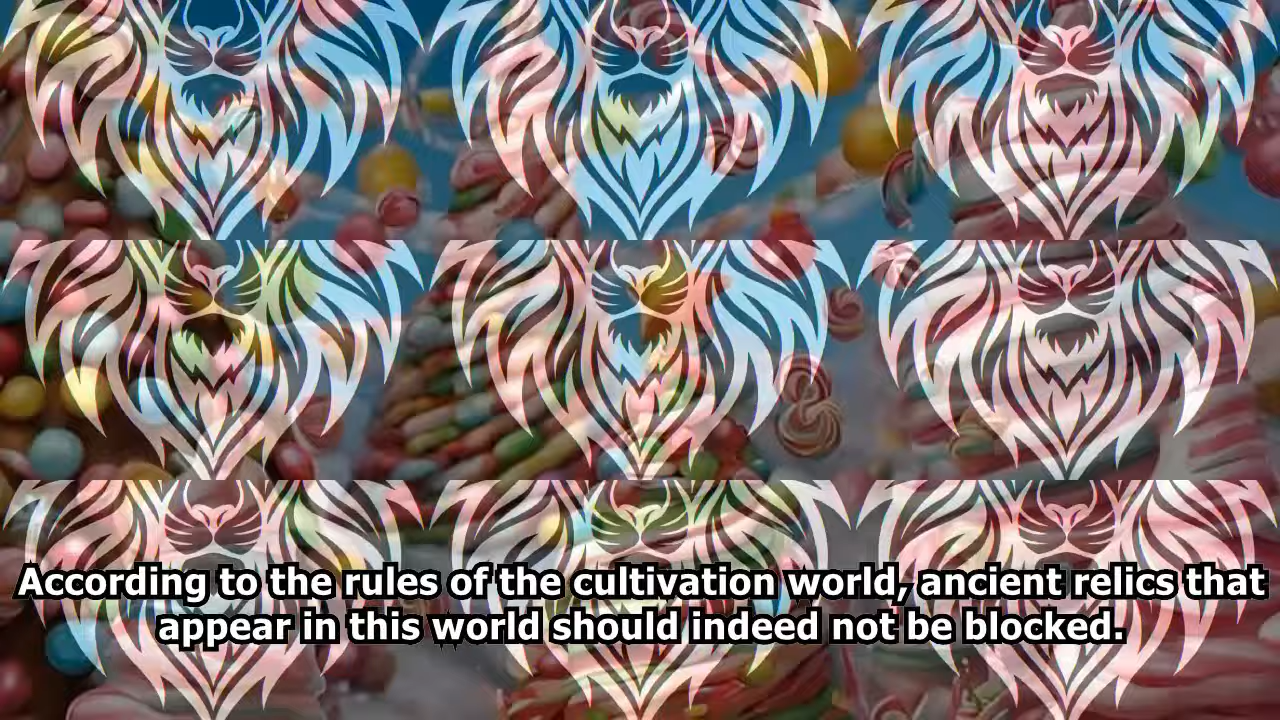 According to the rules of the cultivation world, ancient relics that
appear in this world should indeed not be blocked.